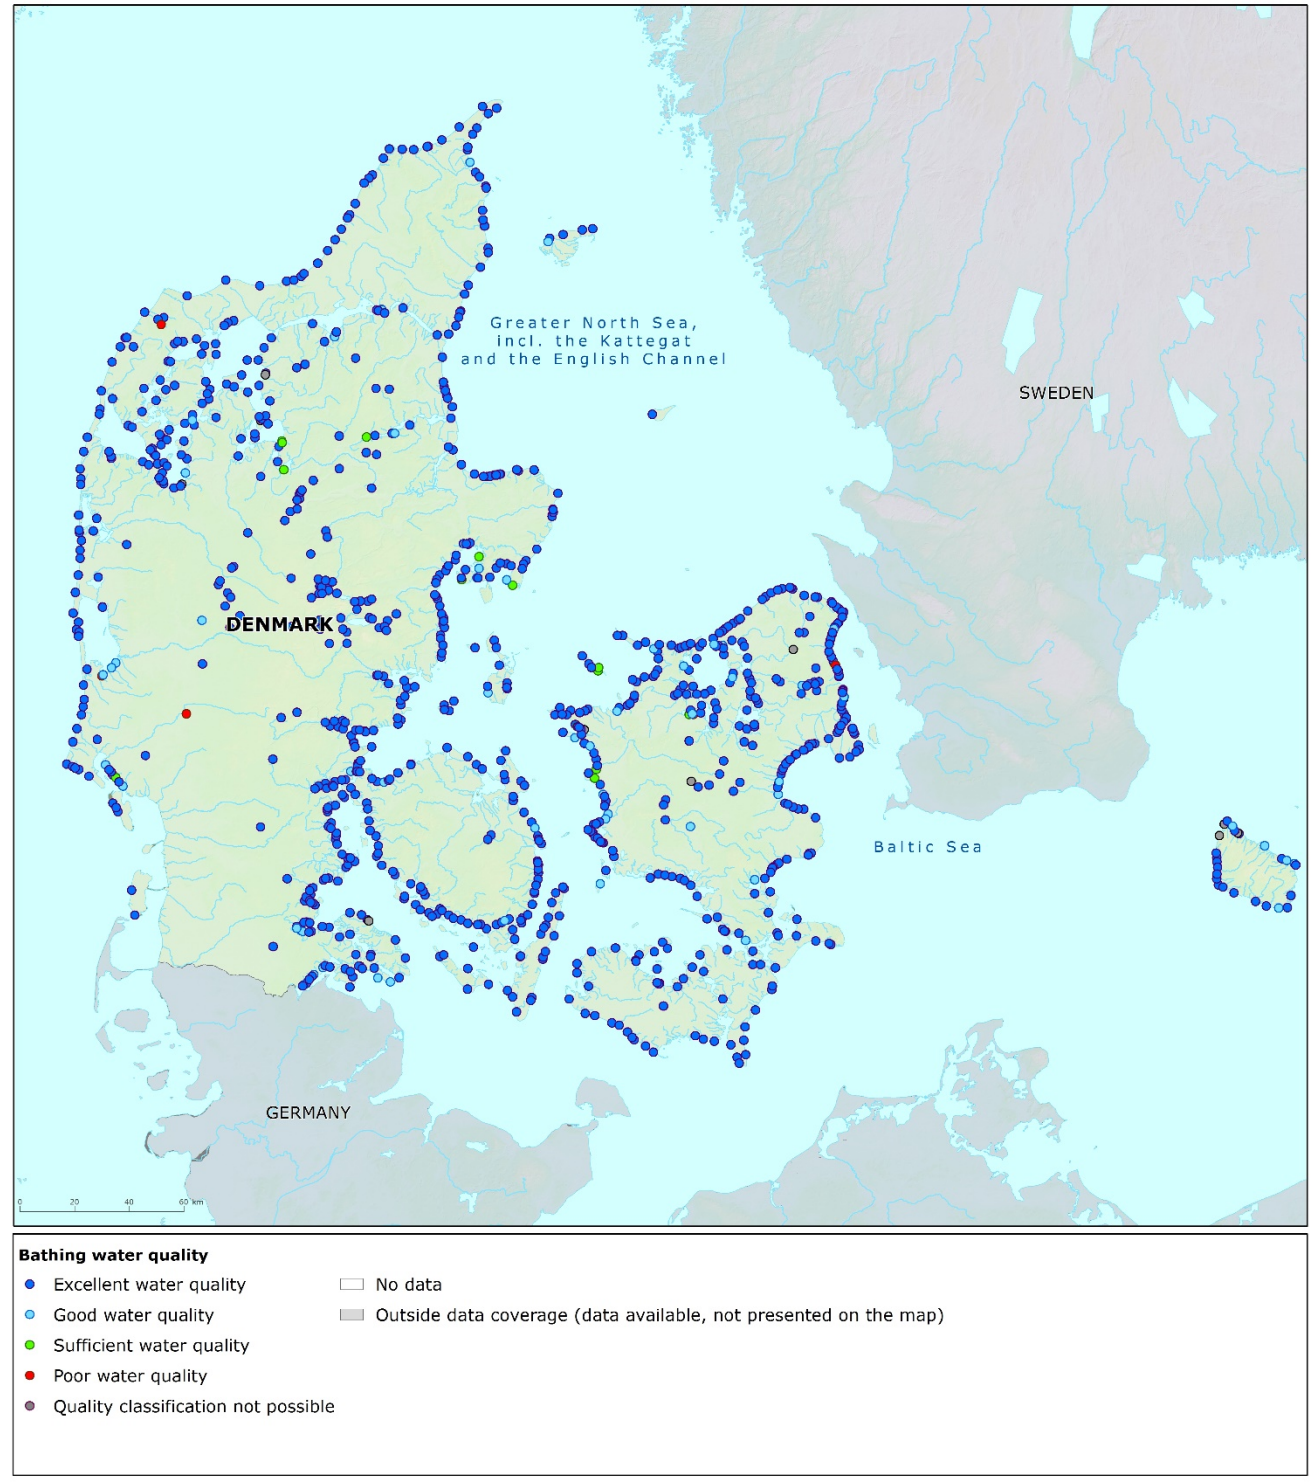 Greater North Sea,
incl. the Kattegat
and the English Channel
SWEDEN
DENMARK
Baltic Sea
GERMANY
0 20 40 60 km
Bathing water quality
Excellent water quality
Good water quality
Sufficient water quality
Poor water quality
Quality classification not possible
No data
Outside data coverage (data available, not presented on the map)